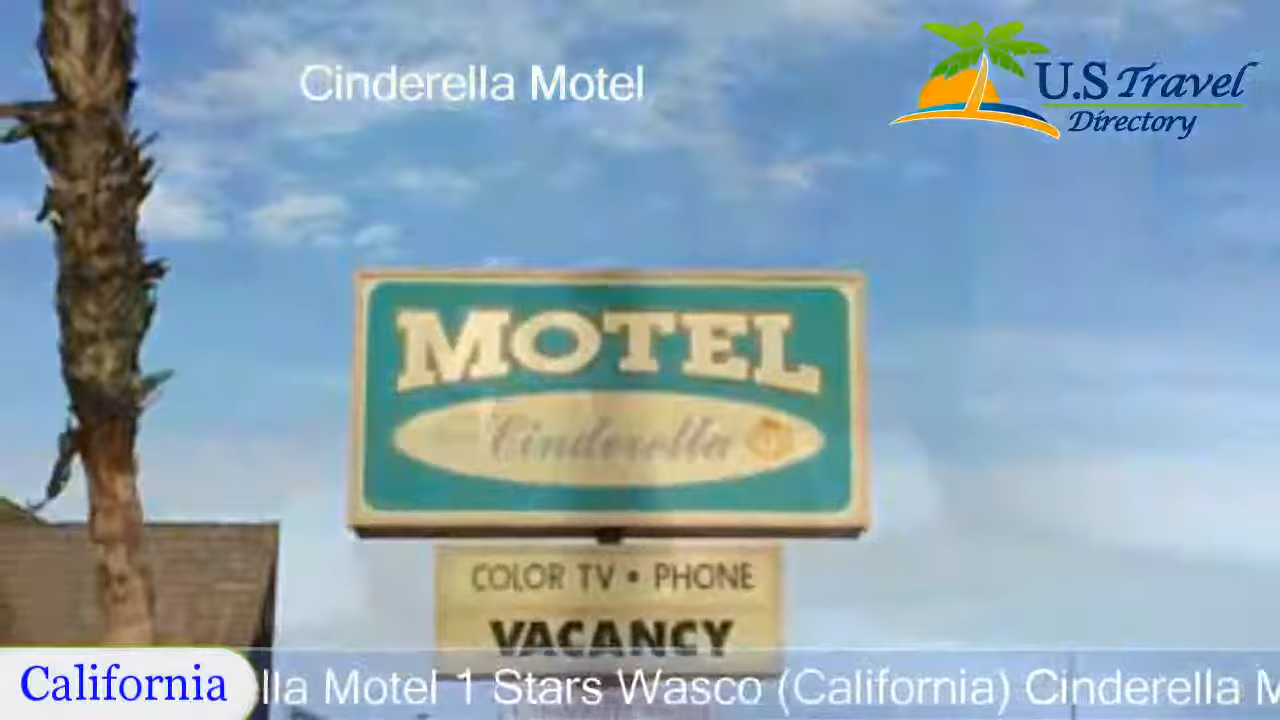 Cinderella Motel
U.S Travel
Directory
MOTEL
Cinderella
COLOR TV • PHONE
VACANCY
California
lla Motel 1 Stars Wasco (California) Cinderella M